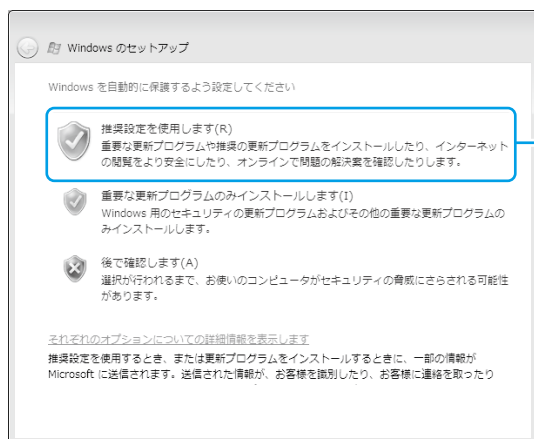 Windows のセットアップ
Windows を自動的に保護するよう設定してください
推奨設定を使用します(R)
重要な更新プログラムや推奨の更新プログラムをインストールしたり、インターネット
の閲覧をより安全にしたり、オンラインで問題の解決案を確認したりします。
重要な更新プログラムのみインストールします(I)
Windows 用のセキュリティの更新プログラムおよびその他の重要な更新プログラムの
みインストールします。
後で確認します(A)
選択が行われるまで、お使いのコンピュータがセキュリティの脅威にさらされる可能性
があります。
それぞれのオプションについての詳細情報を表示します
推奨設定を使用するとき、または更新プログラムをインストールするときに、一部の情報が
Microsoft に送信されます。送信された情報が、お客様を識別したり、お客様に連絡を取ったり